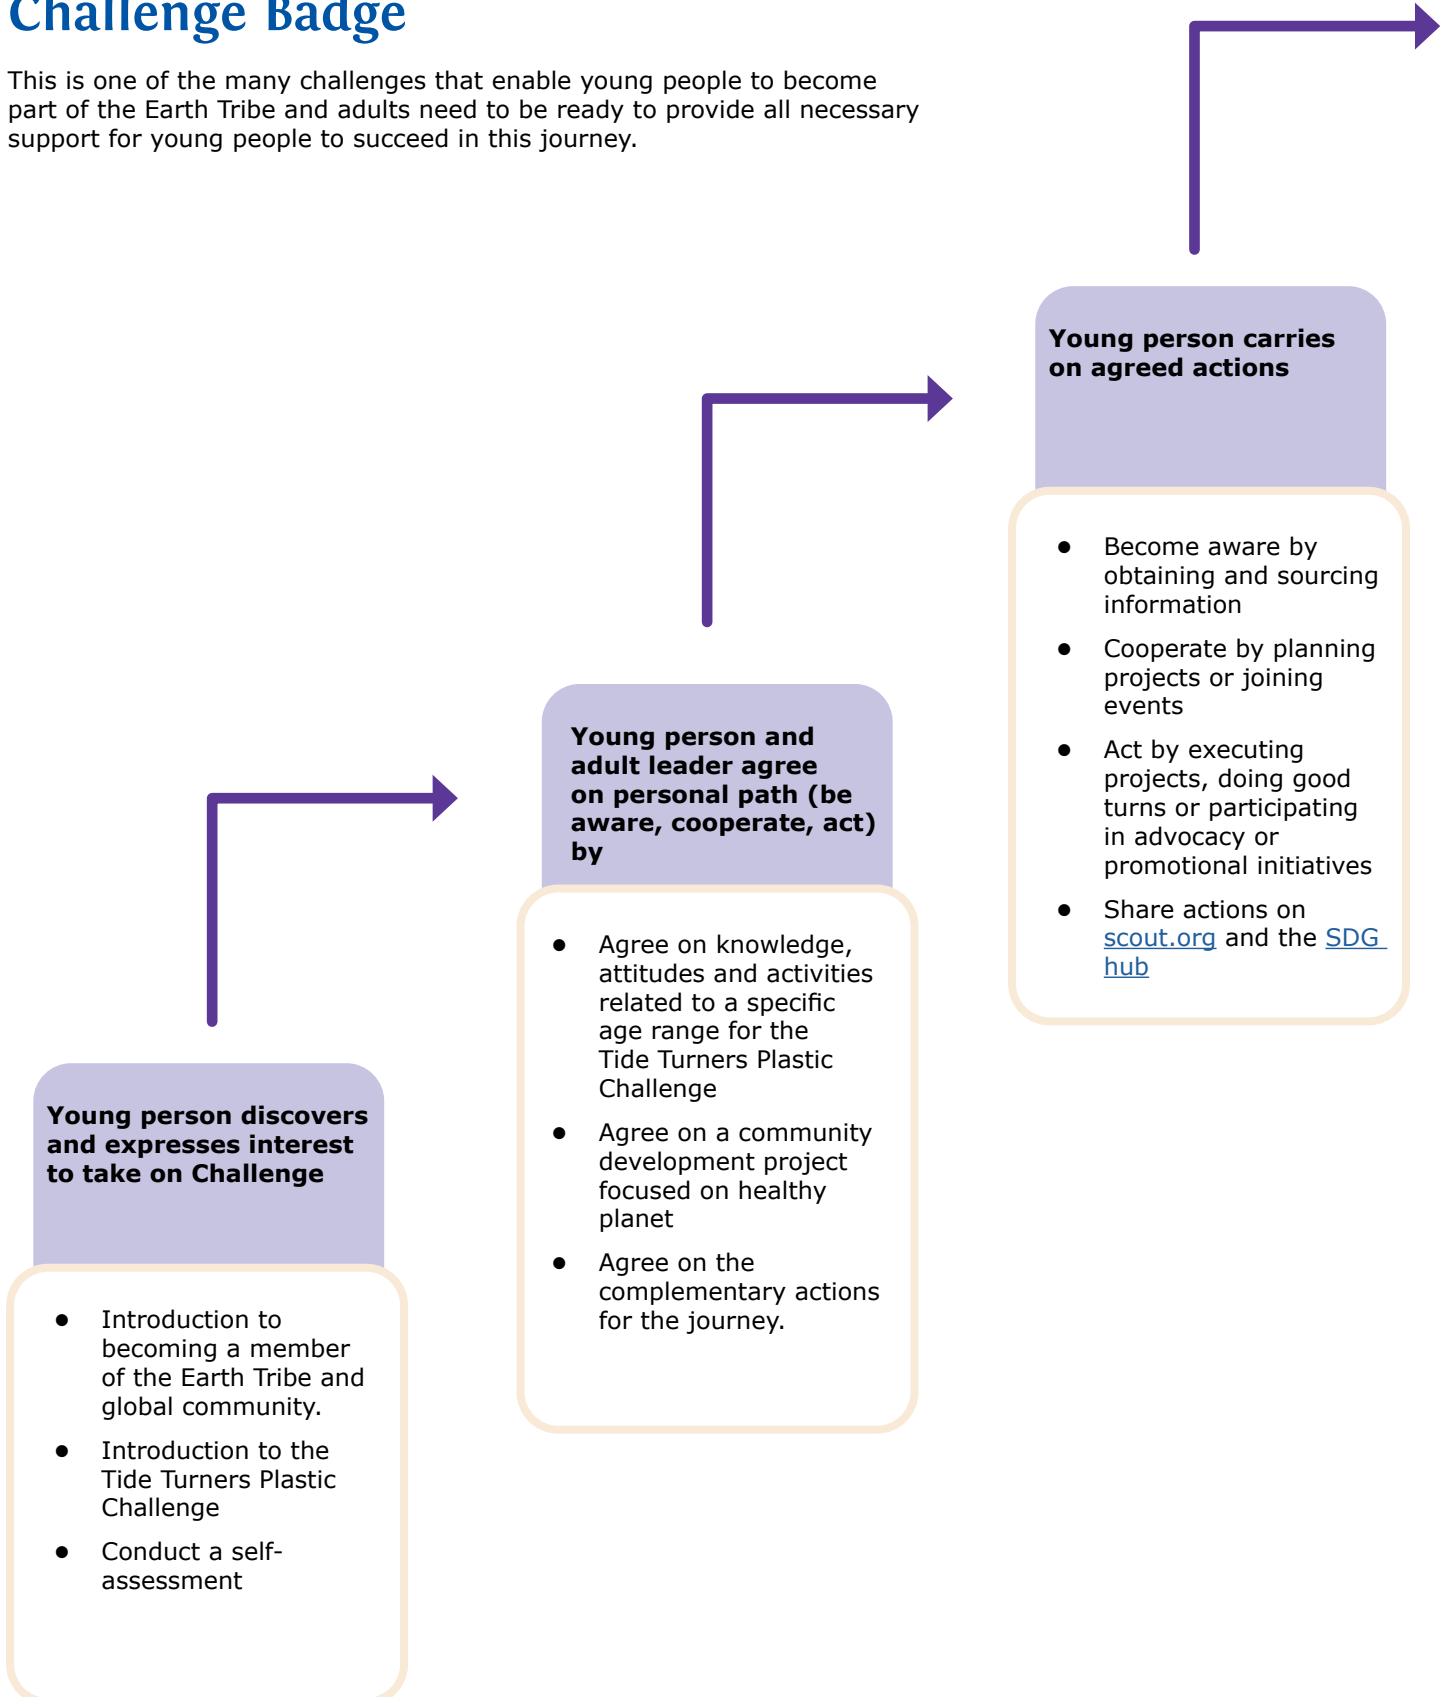 Challenge Badge
This is one of the many challenges that enable young people to become
part of the Earth Tribe and adults need to be ready to provide all necessary
support for young people to succeed in this journey.
Young person discovers
and expresses interest
to take on Challenge
● Introduction to
becoming a member
of the Earth Tribe and
global community.
● Introduction to the
Tide Turners Plastic
Challenge
● Conduct a self-
assessment
Young person and
adult leader agree
on personal path (be
aware, cooperate, act)
by
● Agree on knowledge,
attitudes and activities
related to a specific
age range for the
Tide Turners Plastic
Challenge
● Agree on a community
development project
focused on healthy
planet
● Agree on the
complementary actions
for the journey.
Young person carries
on agreed actions
● Become aware by
obtaining and sourcing
information
● Cooperate by planning
projects or joining
events
● Act by executing
projects, doing good
turns or participating
in advocacy or
promotional initiatives
● Share actions on
scout.org and the SDG
hub